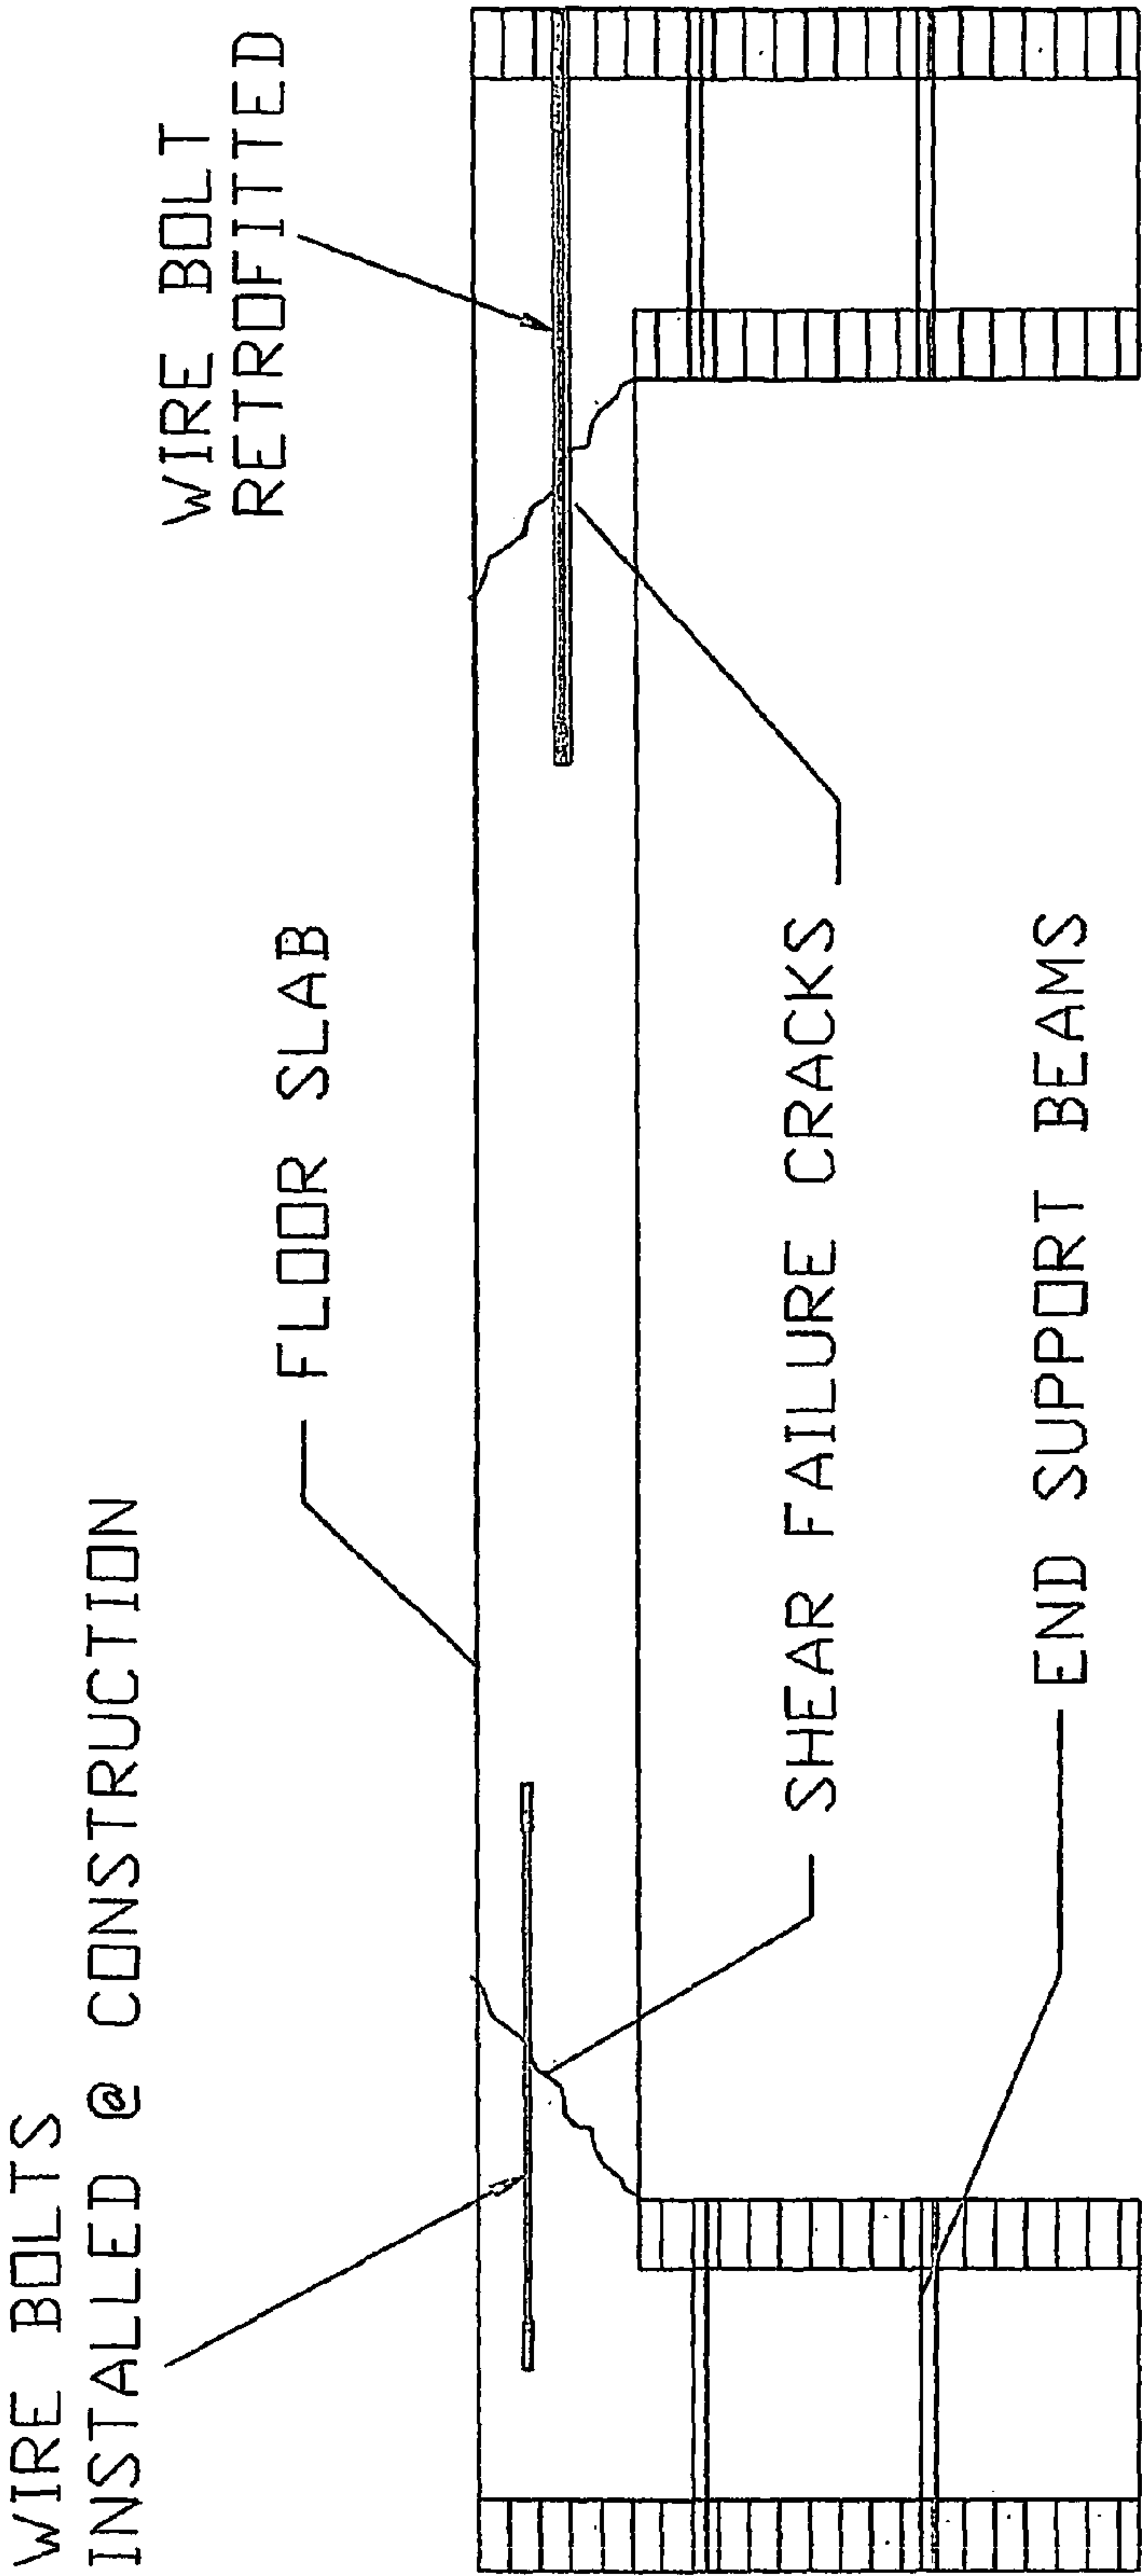 WIRE BOLTS
INSTALLED @ CONSTRUCTION
WIRE BOLT
RETROFITTED
FLOOR SLAB
SHEAR FAILURE CRACKS
END SUPPORT BEAMS